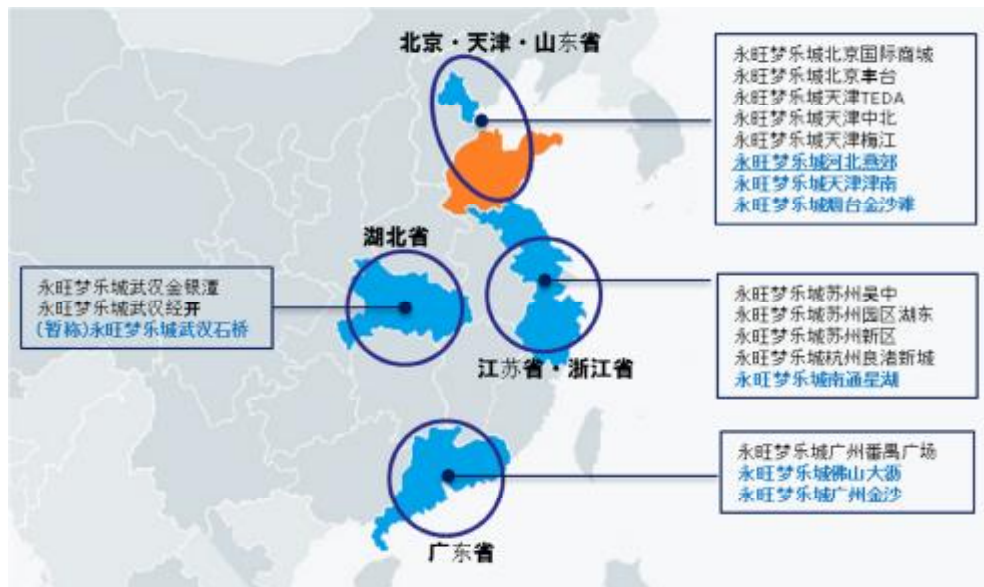 北京・天津・山东省
永旺梦乐城北京国际商城
永旺梦乐城北京丰台
永旺梦乐城天津TEDA
永旺梦乐城天津中北
永旺梦乐城天津梅江
永旺梦乐城河北燕郊
永旺梦乐城天津津南
永旺梦乐城烟台金沙滩
湖北省
永旺梦乐城武汉金银潭
永旺梦乐城武汉经开
(暂称)永旺梦乐城武汉石桥
江苏省・浙江省
永旺梦乐城苏州吴中
永旺梦乐城苏州园区湖东
永旺梦乐城苏州新区
永旺梦乐城杭州良渚新城
永旺梦乐城南通星湖
广东省
永旺梦乐城广州番禺广场
永旺梦乐城佛山大沥
永旺梦乐城广州金沙